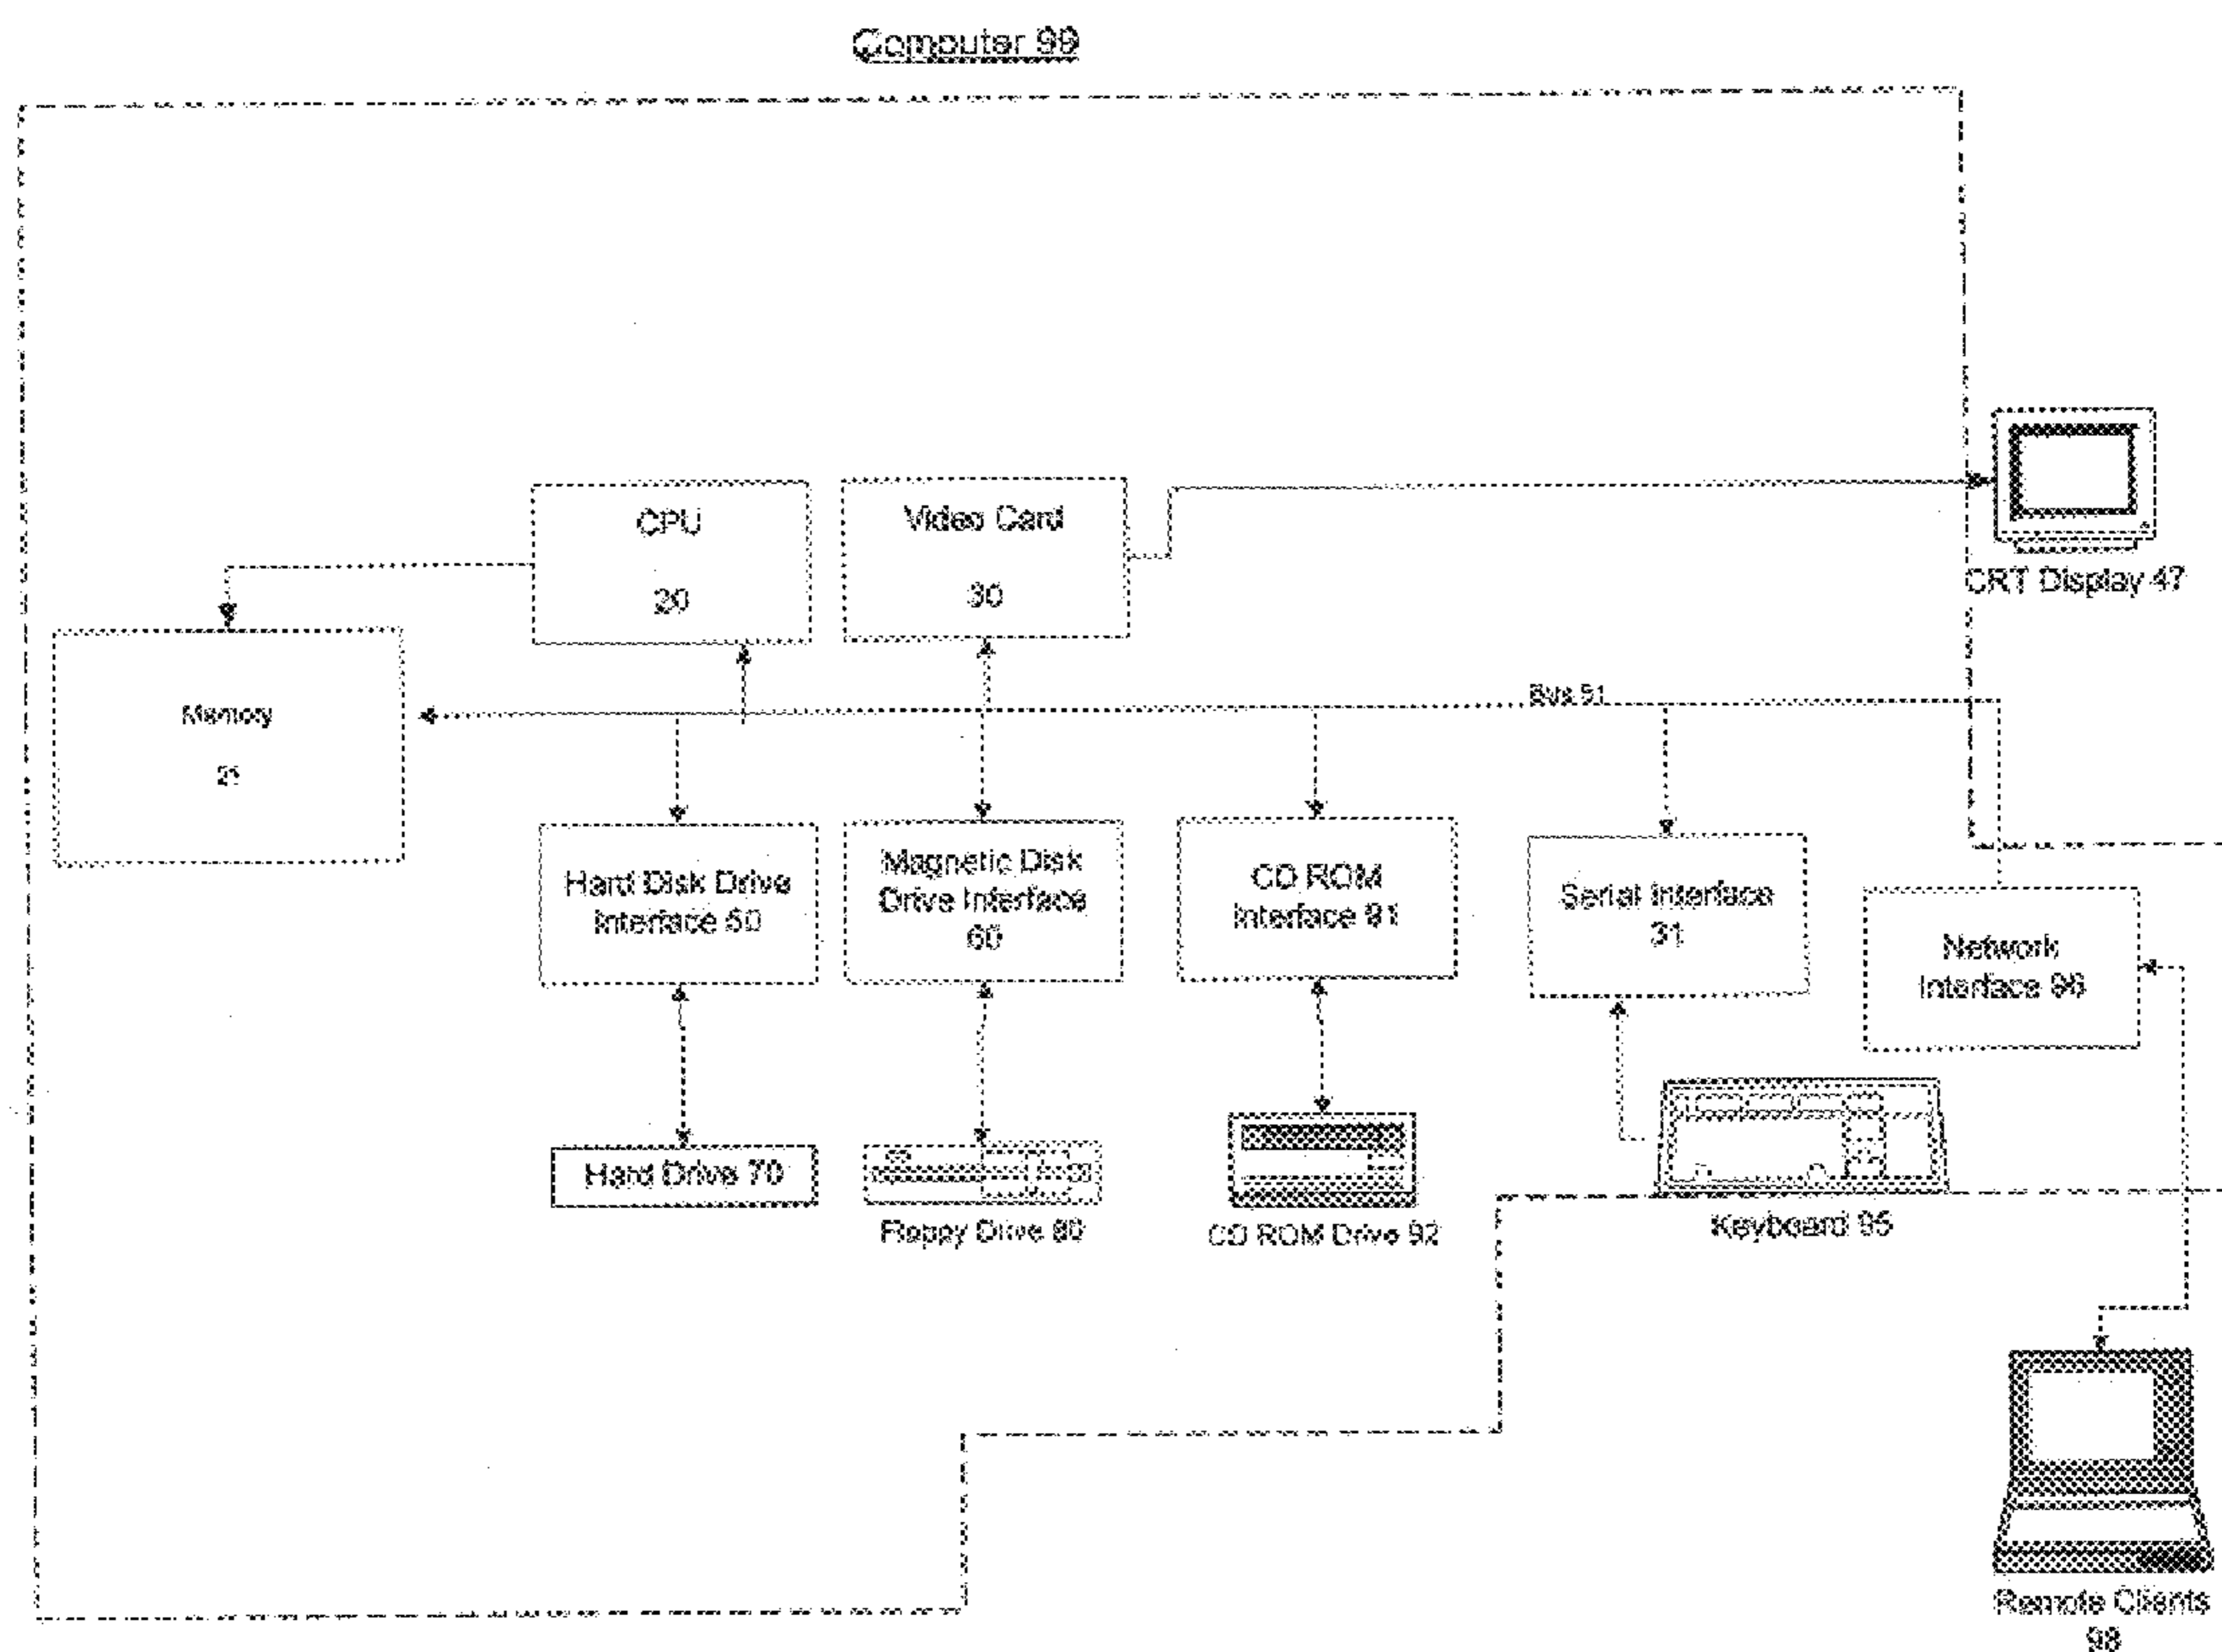 Computer 99
CPU
20
Video Card
30
CRT Display 47
Memory
21
Bus 51
Hard Disk Drive
Interface 50
Magnetic Disk
Drive Interface
60
CD ROM
Interface 91
Serial Interface
31
Network
Interface 96
Hard Drive 70
Floppy Drive 80
CD ROM Drive 92
Keyboard 95
Remote Clients
98